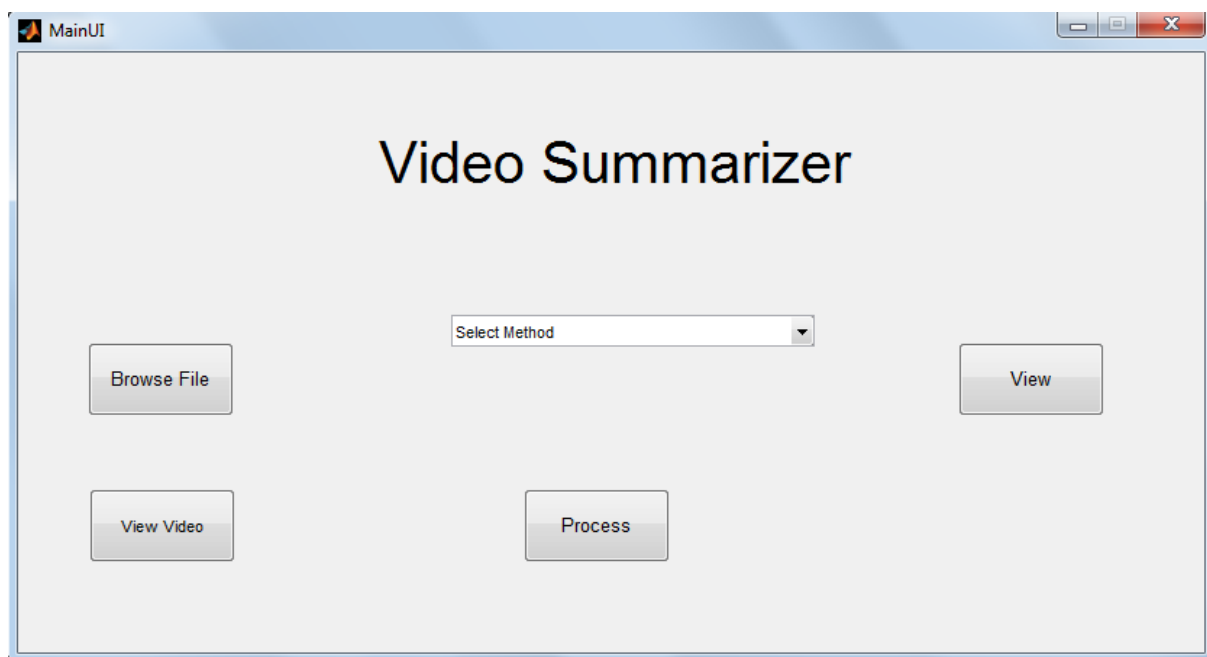 MainUI
Video Summarizer
Select Method
Browse File
View
View Video
Process